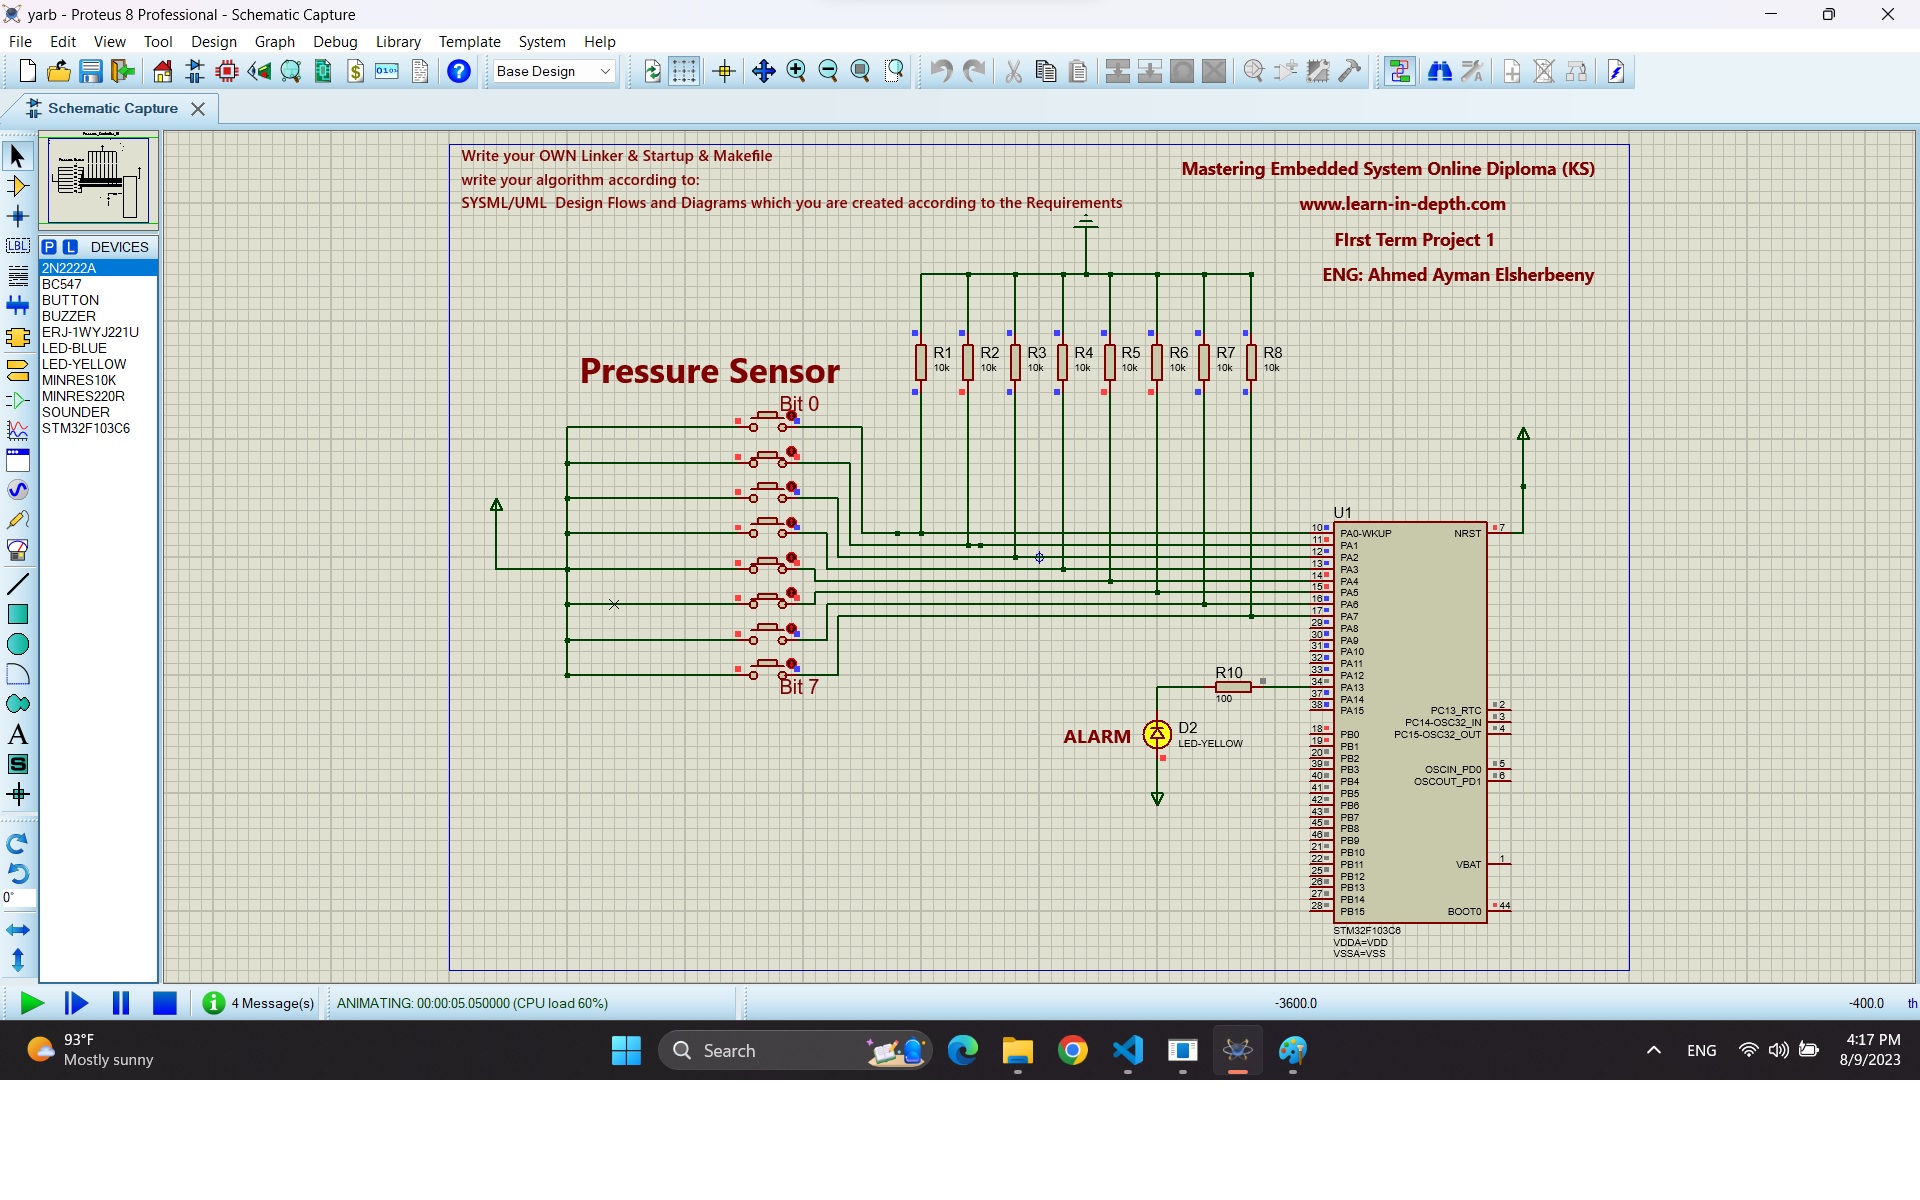 yarb - Proteus 8 Professional - Schematic Capture
File Edit View Tool Design Graph Debug Library Template System Help
Base Design
Schematic Capture
P L DEVICES
2N2222A
BC547
BUTTON
BUZZER
ERJ-1WYJ221U
LED-BLUE
LED-YELLOW
MINRES10K
MINRES220R
SOUNDER
STM32F103C6
LBL
A
S
0°
Write your OWN Linker & Startup & Makefile
write your algorithm according to:
SYSML/UML Design Flows and Diagrams which you are created according to the Requirements
Mastering Embedded System Online Diploma (KS)
www.learn-in-depth.com
FIrst Term Project 1
ENG: Ahmed Ayman Elsherbeeny
R1 R2 R3 R4 R5 R6 R7 R8
10k 10k 10k 10k 10k 10k 10k 10k
Pressure Sensor
Bit 0
Bit 7
U1
10 PA0-WKUP NRST 7
11 PA1
12 PA2
13 PA3
14 PA4
15 PA5
16 PA6
17 PA7
29 PA8
30 PA9
31 PA10
32 PA11
33 PA12
34 PA13
37 PA14
38 PA15 PC13_RTC 2
PC14-OSC32_IN 3
18 PB0 PC15-OSC32_OUT 4
19 PB1
20 PB2
39 PB3 OSCIN_PD0 5
40 PB4 OSCOUT_PD1 6
41 PB5
42 PB6
43 PB7
45 PB8
46 PB9
21 PB10
22 PB11 VBAT 1
25 PB12
26 PB13
27 PB14
28 PB15 BOOT0 44
STM32F103C6
VDDA=VDD
VSSA=VSS
R10
100
ALARM
D2
LED-YELLOW
4 Message(s) ANIMATING: 00:00:05.050000 (CPU load 60%) -3600.0 -400.0 th
93°F
Mostly sunny
Search
ENG
4:17 PM
8/9/2023